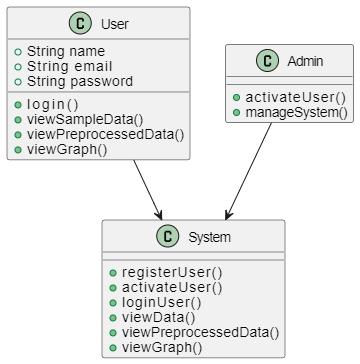 C User
String name
String email
String password
login()
viewSampleData()
viewPreprocessedData()
viewGraph()
C Admin
activateUser()
manageSystem()
C System
registerUser()
activateUser()
loginUser()
viewData()
viewPreprocessedData()
viewGraph()